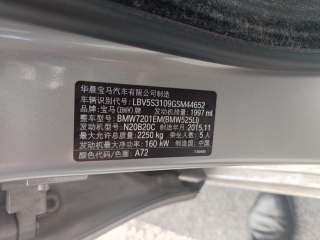 华晨宝马汽车有限公司制造
车辆识别代号: LBV5S3109GSM44652
品牌: 宝马(BMW)牌 发动机排量: 1997 ml
整车型号: BMW7201EM(BMW525Li)
发动机型号: N20B20C 制造年月: 2015.11
最大允许总质量: 2250 kg 乘坐人数: 5 人
发动机最大净功率: 160 kW 制造国: 中国
颜色代码/色差: A72